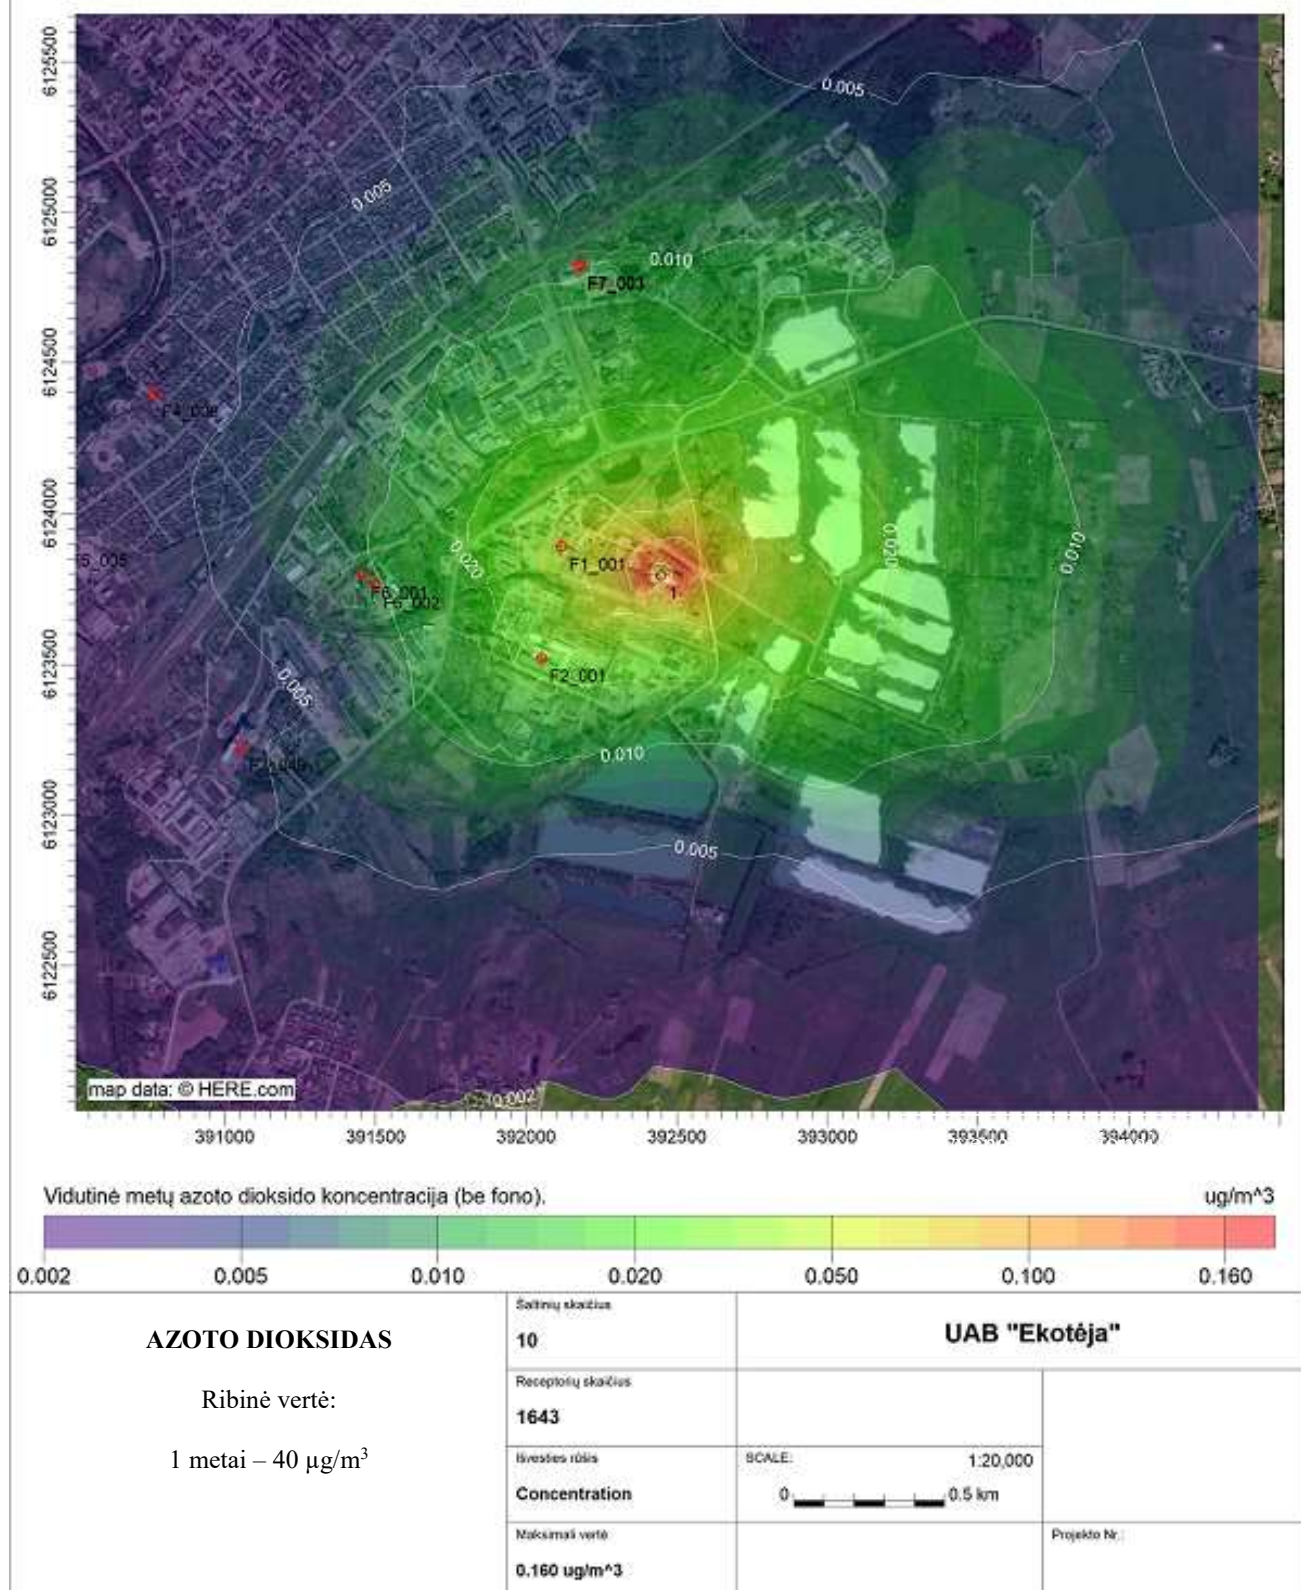 6125500
0.005
0.005
6125000
0.010
F7_003
6124500
6124000
0.020
0.020
0.010
5_005
F1_001
1
F6_001
6123500
F2_001
0.005
0.010
6123000
0.005
6122500
map data: © HERE.com
0.002
391000 391500 392000 392500 393000 393500 394000
Vidutinė metų azoto dioksido koncentracija (be fono). ug/m^3
0.002 0.005 0.010 0.020 0.050 0.100 0.160
AZOTO DIOKSIDAS
Ribinė vertė:
1 metai – 40 µg/m³
Šaltinių skaičius
10
UAB "Ekotėja"
Receptorių skaičius
1643
Išvesties rūšis
Concentration
SCALE: 1:20,000
0 0.5 km
Maksimali vertė
0.160 ug/m^3
Projekto Nr.: